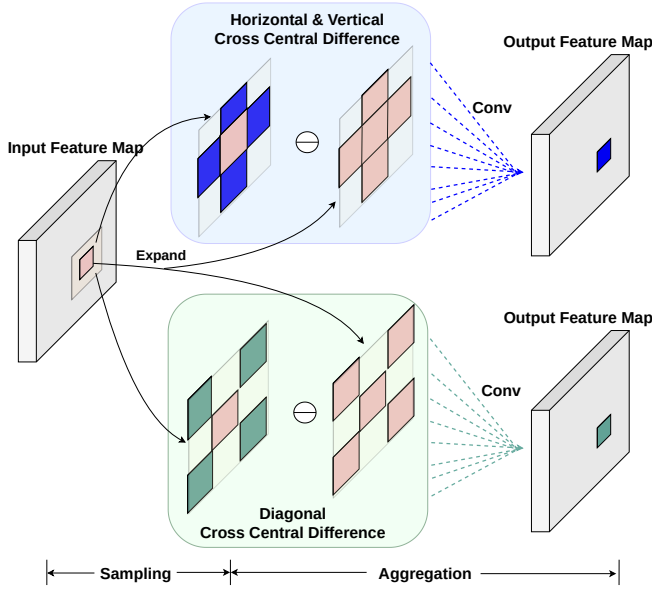 Horizontal & Vertical
Cross Central Difference
Output Feature Map
Conv
Input Feature Map
Expand
Output Feature Map
Conv
Diagonal
Cross Central Difference
Sampling
Aggregation